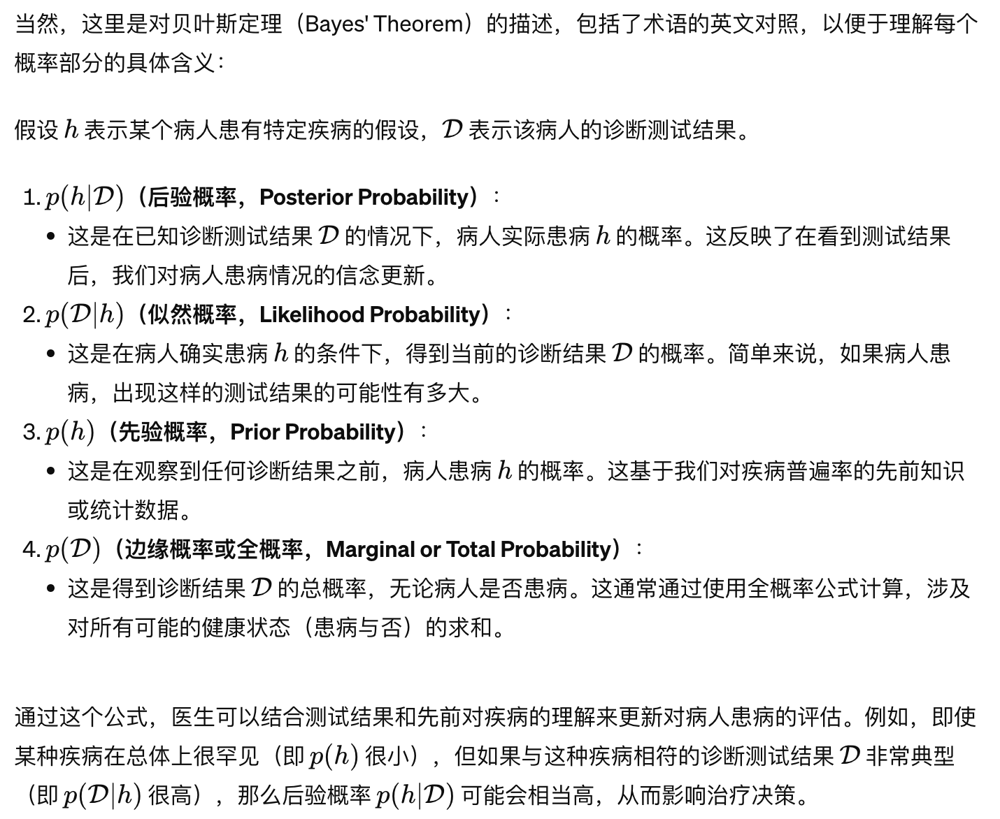 当然，这里是对贝叶斯定理（Bayes' Theorem）的描述，包括了术语的英文对照，以便于理解每个
概率部分的具体含义：
假设 h 表示某个病人患有特定疾病的假设，𝒟 表示该病人的诊断测试结果。
1. p(h|𝒟)（后验概率，Posterior Probability）：
• 这是在已知诊断测试结果 𝒟 的情况下，病人实际患病 h 的概率。这反映了在看到测试结果
后，我们对病人患病情况的信念更新。
2. p(𝒟|h)（似然概率，Likelihood Probability）：
• 这是在病人确实患病 h 的条件下，得到当前的诊断结果 𝒟 的概率。简单来说，如果病人患
病，出现这样的测试结果的可能性有多大。
3. p(h)（先验概率，Prior Probability）：
• 这是在观察到任何诊断结果之前，病人患病 h 的概率。这基于我们对疾病普遍率的先前知识
或统计数据。
4. p(𝒟)（边缘概率或全概率，Marginal or Total Probability）：
• 这是得到诊断结果 𝒟 的总概率，无论病人是否患病。这通常通过使用全概率公式计算，涉及
对所有可能的健康状态（患病与否）的求和。
通过这个公式，医生可以结合测试结果和先前对疾病的理解来更新对病人患病的评估。例如，即使
某种疾病在总体上很罕见（即 p(h) 很小），但如果与这种疾病相符的诊断测试结果 𝒟 非常典型
（即 p(𝒟|h) 很高），那么后验概率 p(h|𝒟) 可能会相当高，从而影响治疗决策。